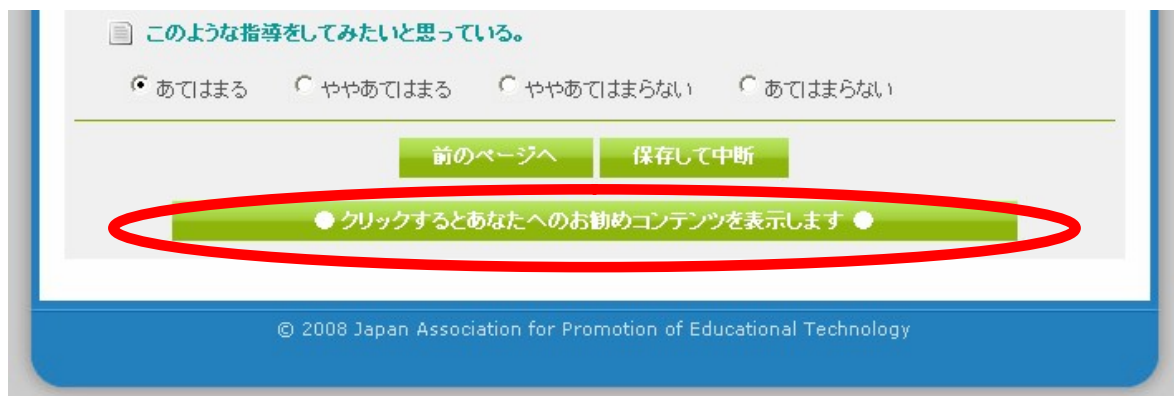 このような指導をしてみたいと思っている。
あてはまる ややあてはまる ややあてはまらない あてはまらない
前のページへ 保存して中断
● クリックするとあなたへのお勧めコンテンツを表示します ●
© 2008 Japan Association for Promotion of Educational Technology